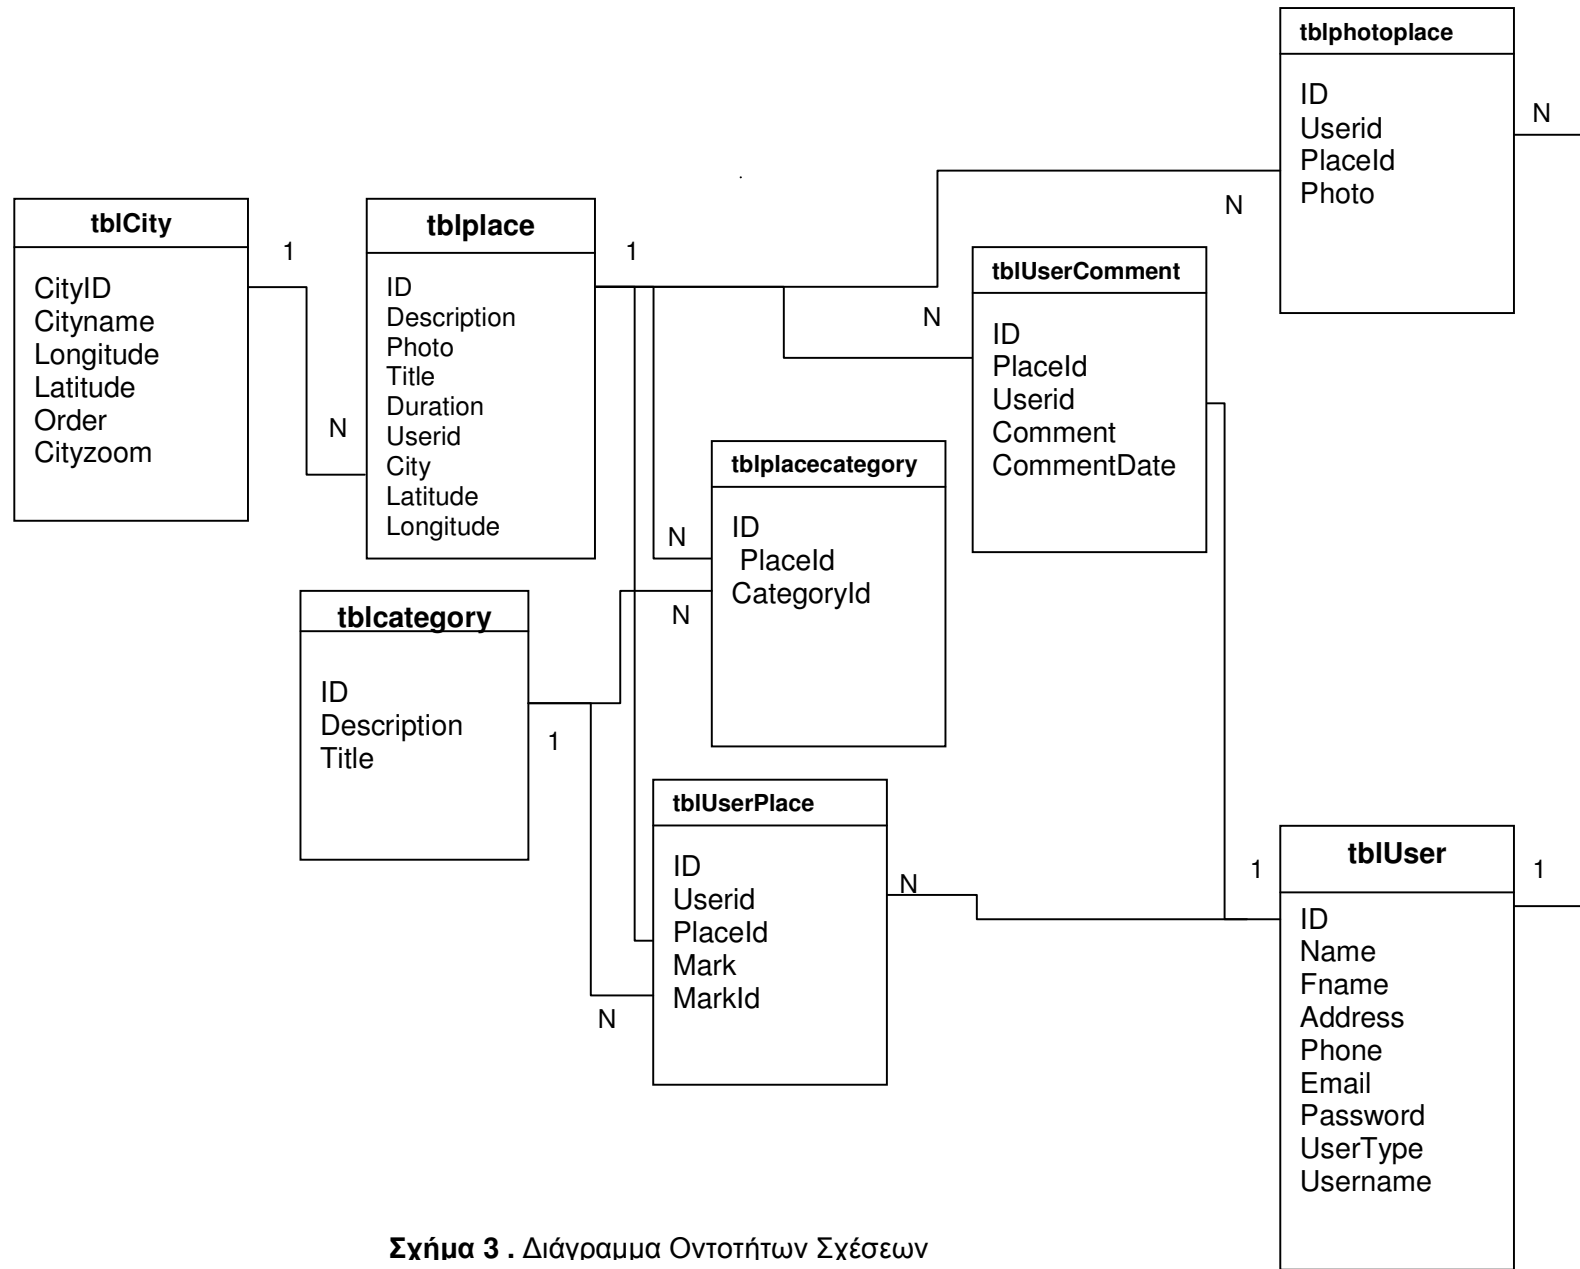 tblphotoplace
ID
Userid
PlaceId
Photo
N
N
tblCity
CityID
Cityname
Longitude
Latitude
Order
Cityzoom
1
N
tblplace
ID
Description
Photo
Title
Duration
Userid
City
Latitude
Longitude
1
tblUserComment
ID
PlaceId
Userid
Comment
CommentDate
N
tblplacecategory
ID
PlaceId
CategoryId
N
N
tblcategory
ID
Description
Title
1
tblUserPlace
ID
Userid
PlaceId
Mark
MarkId
N
N
tblUser
ID
Name
Fname
Address
Phone
Email
Password
UserType
Username
1
1
Σχήμα 3 . Διάγραμμα Οντοτήτων Σχέσεων